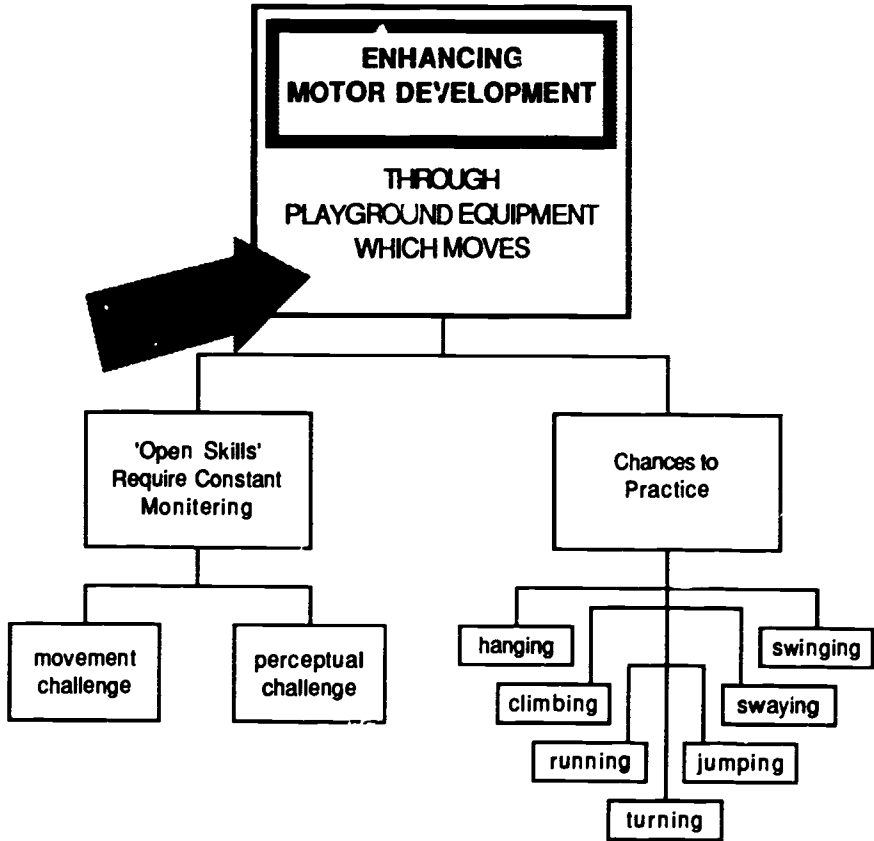 ENHANCING
MOTOR DEVELOPMENT
THROUGH
PLAYGROUND EQUIPMENT
WHICH MOVES
'Open Skills'
Require Constant
Monitering
Chances to
Practice
movement
challenge
perceptual
challenge
hanging
swinging
climbing
swaying
running
jumping
turning